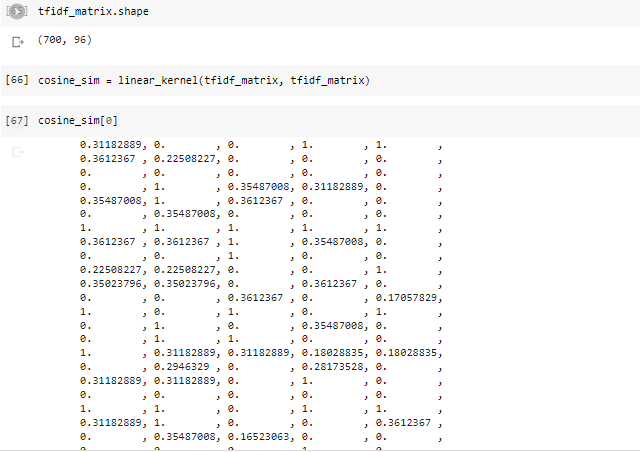 tfidf_matrix.shape
(700, 96)
[66] cosine_sim = linear_kernel(tfidf_matrix, tfidf_matrix)
[67] cosine_sim[0]
0.31182889, 0.        , 0.        , 1.        , 1.        ,
0.3612367 , 0.22508227, 0.        , 0.        , 0.        ,
0.        , 0.        , 0.        , 0.        , 0.        ,
0.        , 1.        , 0.35487008, 0.31182889, 0.        ,
0.35487008, 1.        , 0.3612367 , 0.        , 0.        ,
0.        , 0.35487008, 0.        , 0.        , 0.        ,
1.        , 1.        , 1.        , 1.        , 1.        ,
0.3612367 , 0.3612367 , 1.        , 0.35487008, 0.        ,
0.        , 0.        , 1.        , 0.        , 0.        ,
0.22508227, 0.22508227, 0.        , 0.        , 1.        ,
0.35023796, 0.35023796, 0.        , 0.3612367 , 0.        ,
0.        , 0.        , 0.3612367 , 0.        , 0.17057829,
1.        , 0.        , 1.        , 0.        , 1.        ,
0.        , 1.        , 0.        , 0.35487008, 0.        ,
0.        , 1.        , 1.        , 0.        , 0.        ,
1.        , 0.31182889, 0.31182889, 0.18028835, 0.18028835,
0.        , 0.2946329 , 0.        , 0.28173528, 0.        ,
0.31182889, 0.31182889, 0.        , 1.        , 0.        ,
0.        , 0.        , 0.        , 0.        , 0.        ,
1.        , 1.        , 0.        , 1.        , 1.        ,
0.31182889, 1.        , 0.        , 0.        , 0.3612367 ,
0.        , 0.35487008, 0.16523063, 0.        , 0.        ,